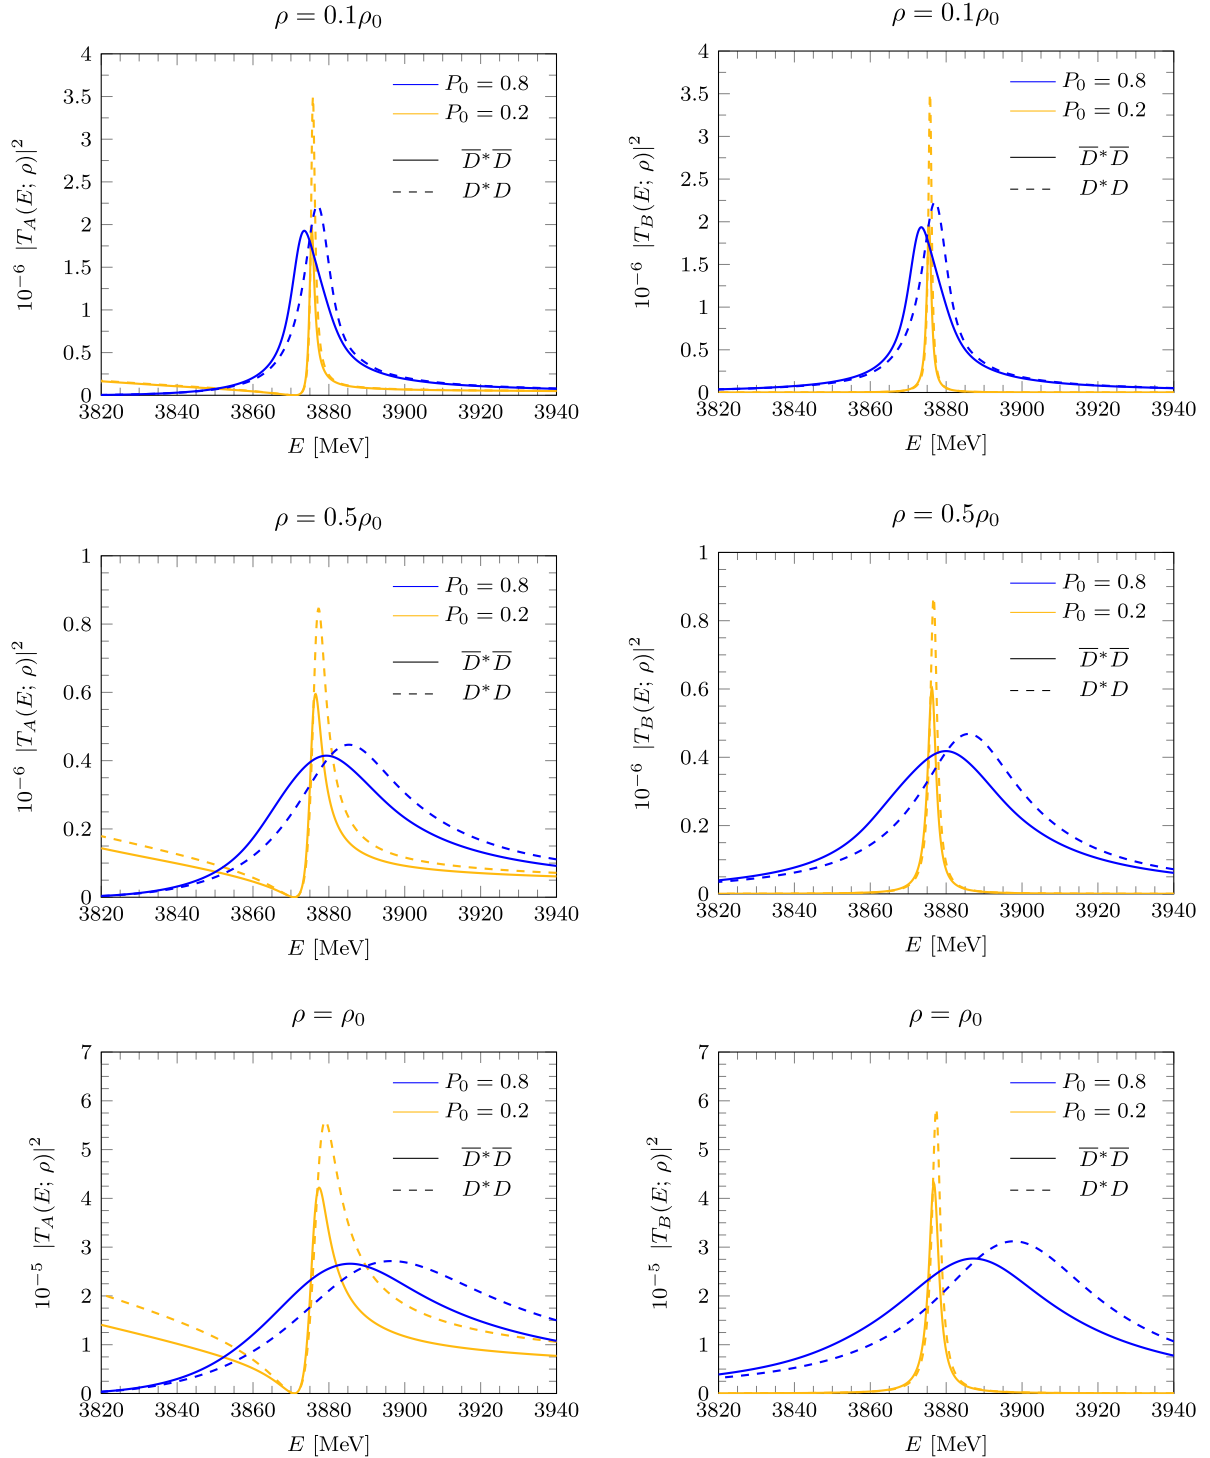 ρ = 0.1ρ₀
4
3.5
3
2.5
2
1.5
1
0.5
0
10⁻⁶ |T_A(E; ρ)|²
P₀ = 0.8
P₀ = 0.2
D̅*D̅
D*D
3820 3840 3860 3880 3900 3920 3940
E [MeV]
ρ = 0.1ρ₀
4
3.5
3
2.5
2
1.5
1
0.5
0
10⁻⁶ |T_B(E; ρ)|²
P₀ = 0.8
P₀ = 0.2
D̅*D̅
D*D
3820 3840 3860 3880 3900 3920 3940
E [MeV]
ρ = 0.5ρ₀
1
0.8
0.6
0.4
0.2
0
10⁻⁶ |T_A(E; ρ)|²
P₀ = 0.8
P₀ = 0.2
D̅*D̅
D*D
3820 3840 3860 3880 3900 3920 3940
E [MeV]
ρ = 0.5ρ₀
1
0.8
0.6
0.4
0.2
0
10⁻⁶ |T_B(E; ρ)|²
P₀ = 0.8
P₀ = 0.2
D̅*D̅
D*D
3820 3840 3860 3880 3900 3920 3940
E [MeV]
ρ = ρ₀
7
6
5
4
3
2
1
0
10⁻⁵ |T_A(E; ρ)|²
P₀ = 0.8
P₀ = 0.2
D̅*D̅
D*D
3820 3840 3860 3880 3900 3920 3940
E [MeV]
ρ = ρ₀
7
6
5
4
3
2
1
0
10⁻⁵ |T_B(E; ρ)|²
P₀ = 0.8
P₀ = 0.2
D̅*D̅
D*D
3820 3840 3860 3880 3900 3920 3940
E [MeV]